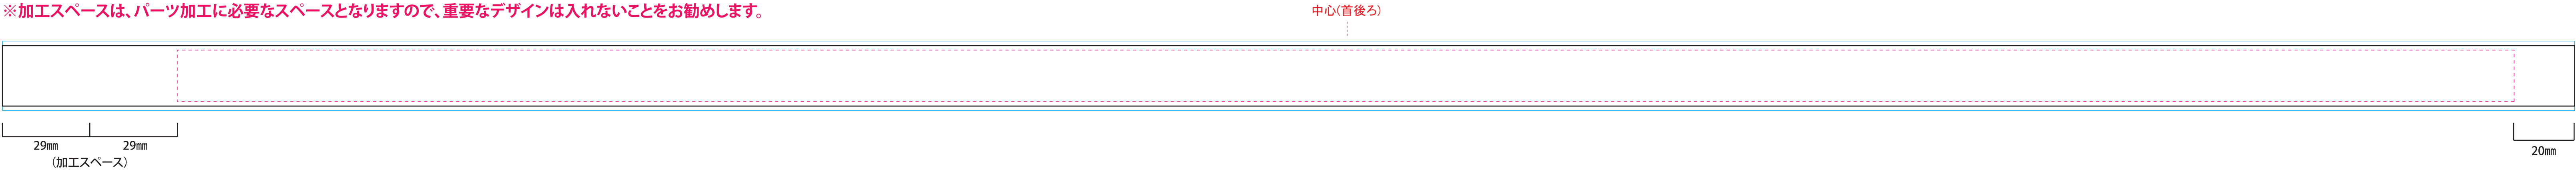 ※加工スペースは、パーツ加工に必要なスペースとなりますので、重要なデザインは入れないことをお勧めします。
中心(首後ろ)
29㎜
29㎜
(加工スペース)
20㎜